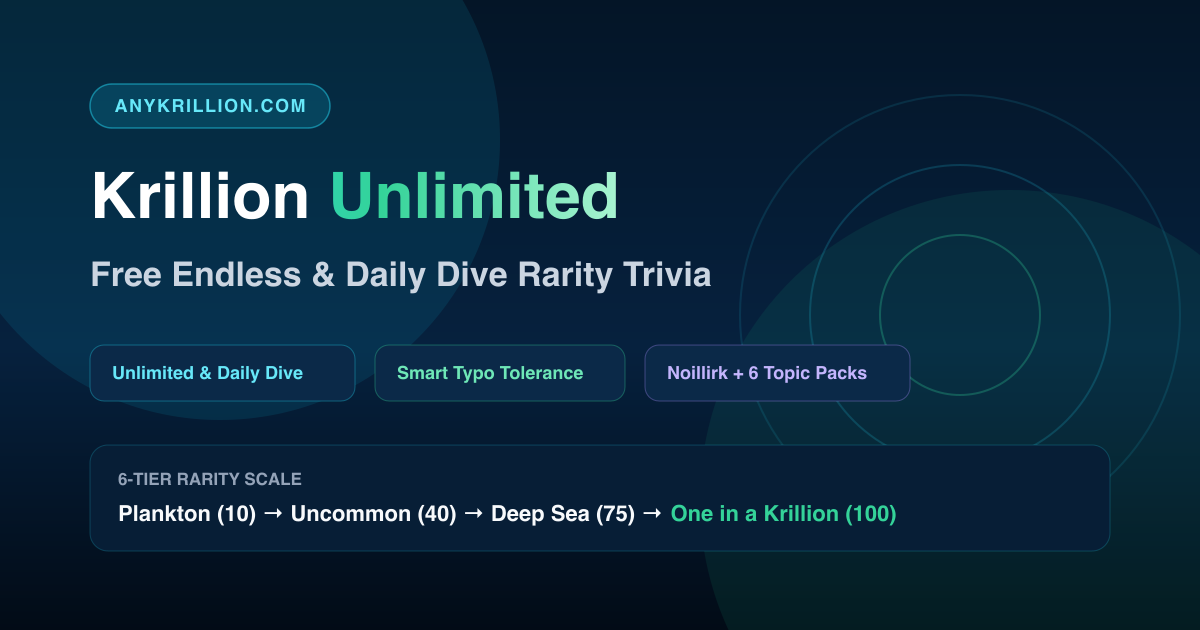 ANYKRILLION.COM
Krillion Unlimited
Free Endless & Daily Dive Rarity Trivia
Unlimited & Daily Dive
Smart Typo Tolerance
Noillirk + 6 Topic Packs
6-TIER RARITY SCALE
Plankton (10) → Uncommon (40) → Deep Sea (75) → One in a Krillion (100)